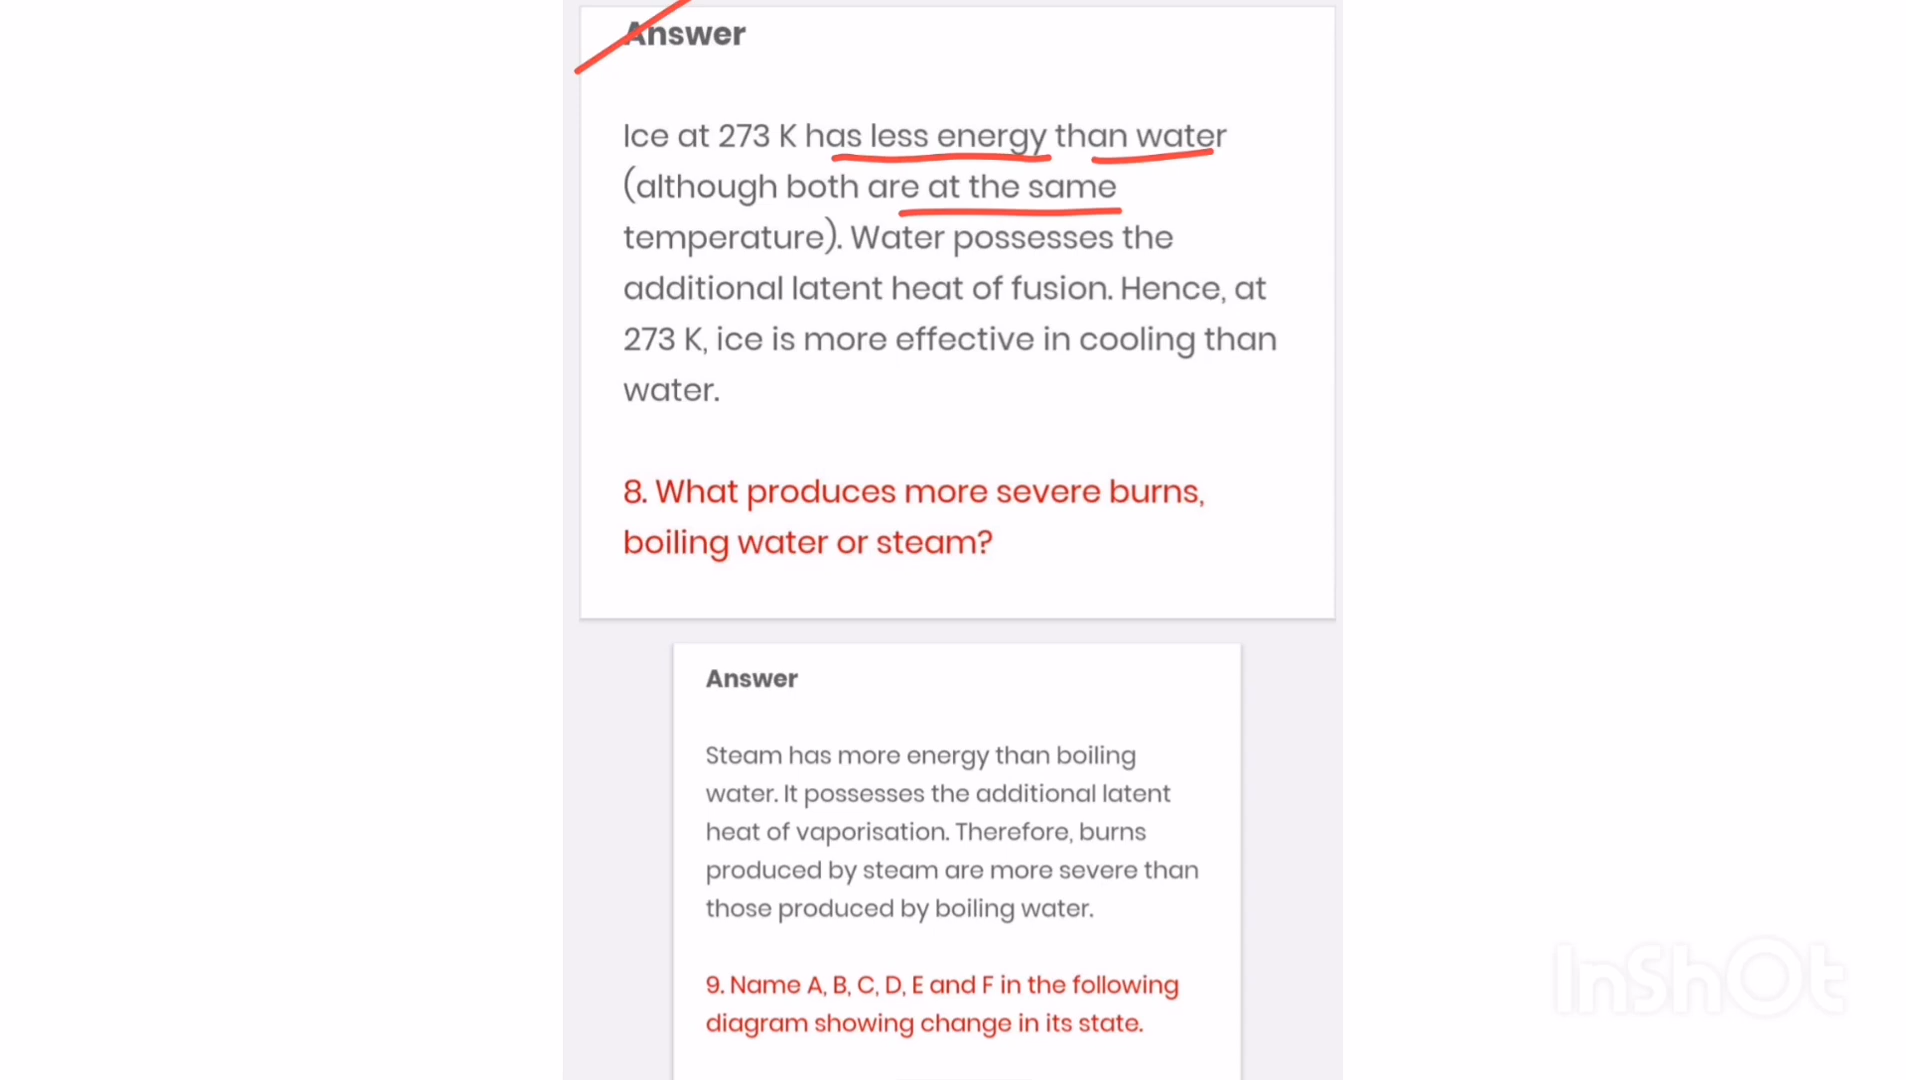 Answer
Ice at 273 K has less energy than water
(although both are at the same
temperature). Water possesses the
additional latent heat of fusion. Hence, at
273 K, ice is more effective in cooling than
water.
8. What produces more severe burns,
boiling water or steam?
Answer
Steam has more energy than boiling
water. It possesses the additional latent
heat of vaporisation. Therefore, burns
produced by steam are more severe than
those produced by boiling water.
9. Name A, B, C, D, E and F in the following
diagram showing change in its state.
InShOt